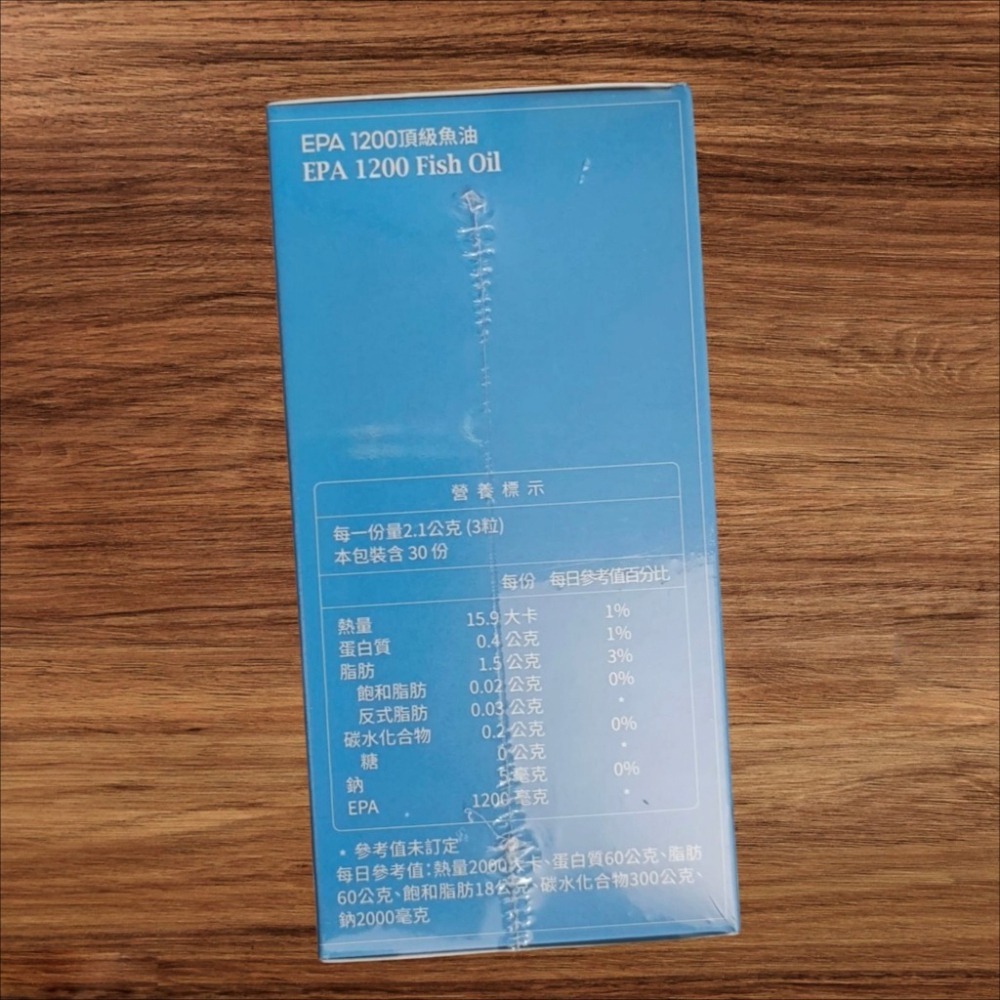 EPA 1200頂級魚油
EPA 1200 Fish Oil
營養標示
每一份量2.1公克 (3粒)
本包裝含 30 份
每份 每日參考值百分比
熱量 15.9 大卡 1%
蛋白質 0.4 公克 1%
脂肪 1.5 公克 3%
飽和脂肪 0.02 公克 0%
反式脂肪 0.03 公克 *
碳水化合物 0.2 公克 0%
糖 0 公克 *
鈉 毫克 0%
EPA 1200 毫克 *
* 參考值未訂定
每日參考值:熱量2000大卡、蛋白質60公克、脂肪
60公克、飽和脂肪18公克、碳水化合物300公克、
鈉2000毫克